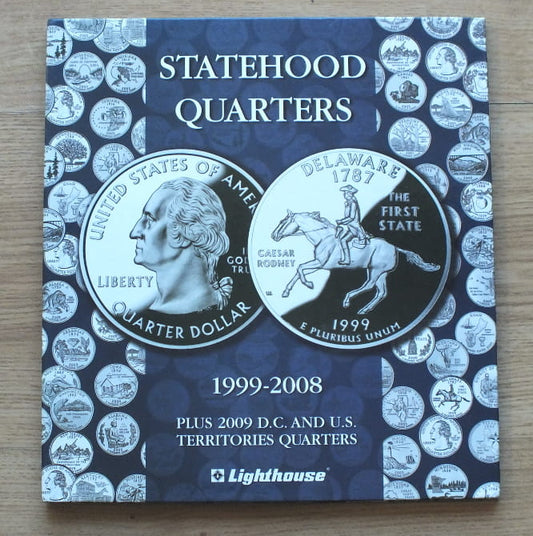 STATEHOOD
QUARTERS
UNITED STATES OF AMERICA
LIBERTY
QUARTER DOLLAR
DELAWARE
1787
THE
FIRST
STATE
CAESAR
RODNEY
1999
E PLURIBUS UNUM
1999-2008
PLUS 2009 D.C. AND U.S.
TERRITORIES QUARTERS
Lighthouse®